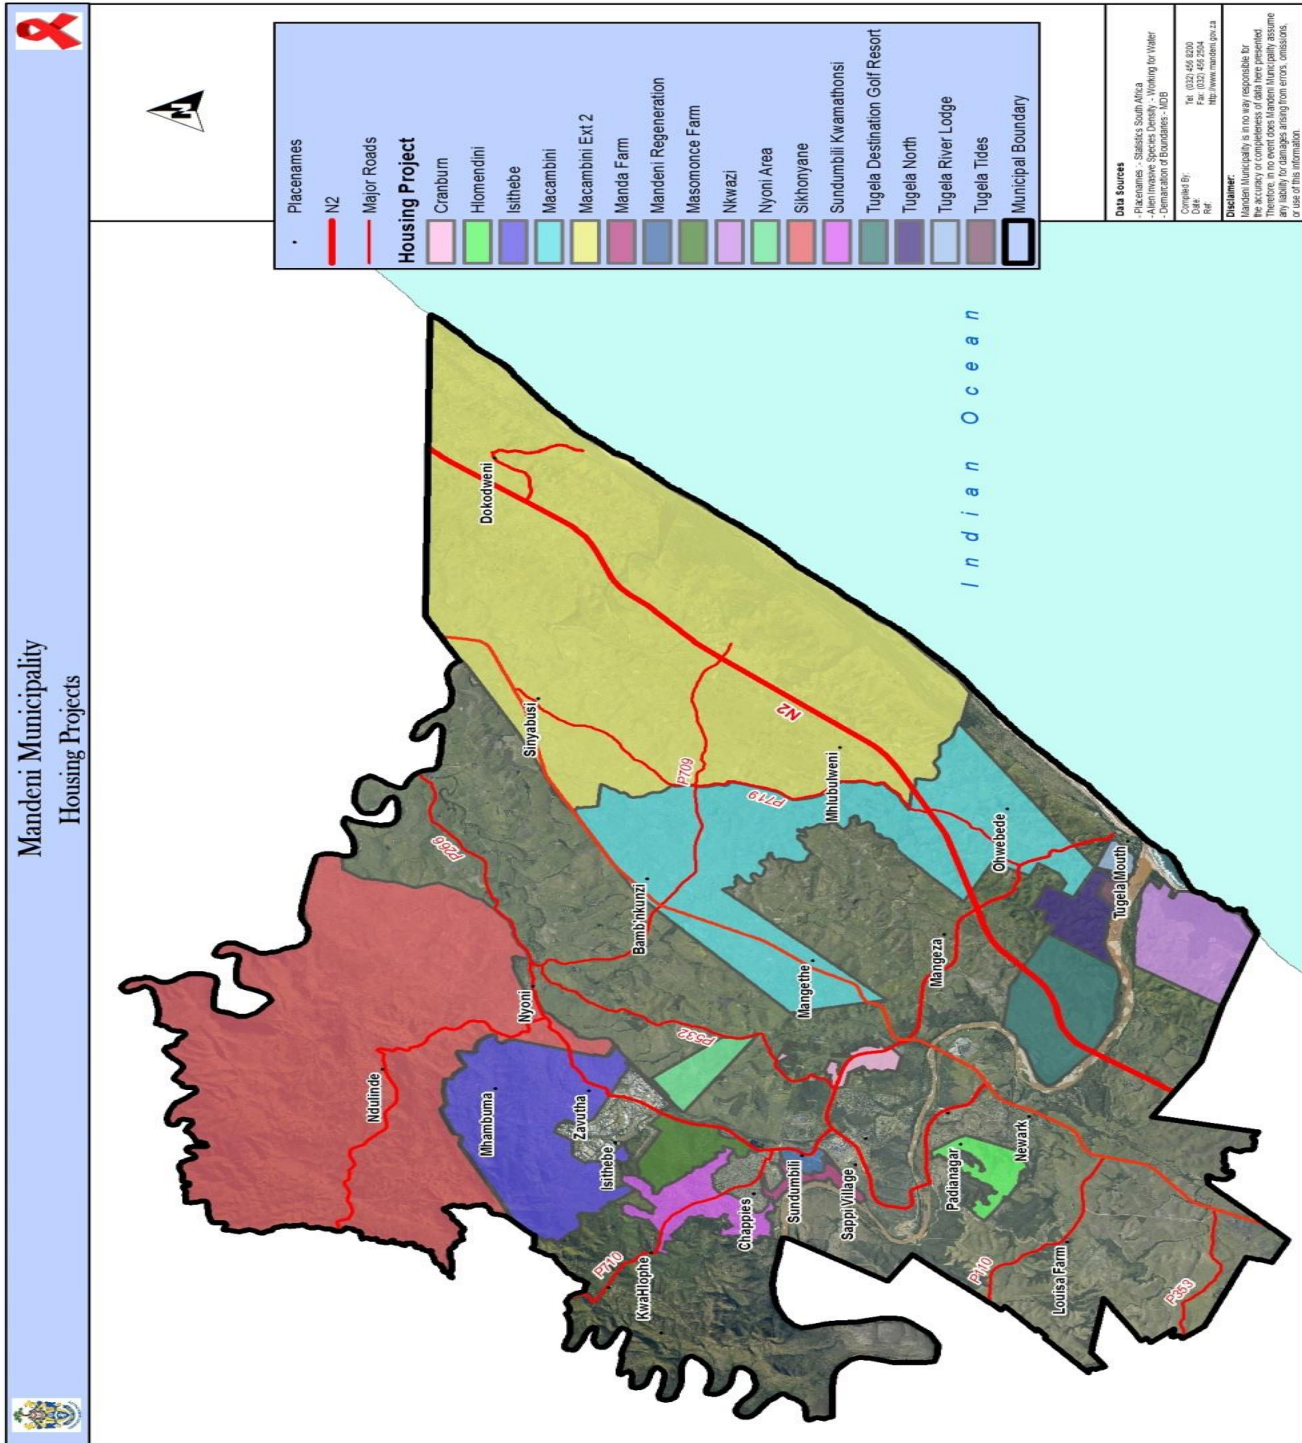 Mandeni Municipality
Housing Projects
N
Placenames
N2
Major Roads
Housing Project
Cranburn
Hlomendini
Isithebe
Macambini
Macambini Ext 2
Manda Farm
Mandeni Regeneration
Masomonce Farm
Nkwazi
Nyoni Area
Sikhonyane
Sundumbili Kwamathonsi
Tugela Destination Golf Resort
Tugela North
Tugela River Lodge
Tugela Tides
Municipal Boundary
Data Sources
- Placenames - Statistics South Africa
- Alien Invasive Species Density - Working for Water
- Demarcation of Boundaries - MDB
Compiled By:
Date:
Ref:
Tel: (032) 456 8200
Fax: (032) 456 2504
http://www.mandeni.gov.za
Disclaimer:
Mandeni Municipality is in no way responsible for
the accuracy or completeness of data here presented.
Therefore, in no event does Mandeni Municipality assume
any liability for damages arising from errors, omissions,
or use of this information.
Dokodweni
Sinyabusi
P266
P709
N2
P719
Mhlubulweni
Bamb'nkunzi
Ohwebede
Nyoni
Mangethe
Mangeza
Tugela Mouth
Ndulinde
P532
Mhambuma
Zavutha
Isithebe
Sundumbili
Sappi Village
Padianagar
Newark
Chappies
P710
KwaHlophe
P110
Louisa Farm
P353
Indian Ocean